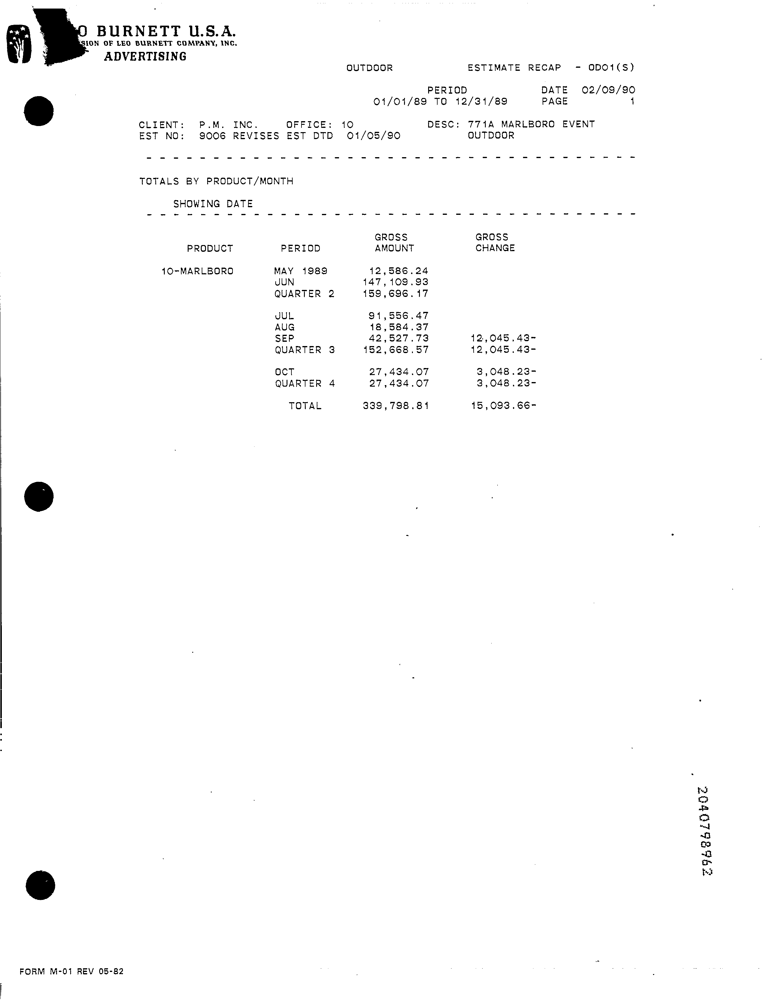 O BURNETT U.S.A.
SION OF LEO BURNETT COMPANY, INC.
ADVERTISING
OUTDOOR ESTIMATE RECAP - OD01(S)
PERIOD DATE 02/09/90
01/01/89 TO 12/31/89 PAGE 1
CLIENT: P.M. INC. OFFICE: 10 DESC: 771A MARLBORO EVENT
EST NO: 9006 REVISES EST DTD 01/05/90 OUTDOOR
TOTALS BY PRODUCT/MONTH
SHOWING DATE
GROSS GROSS
PRODUCT PERIOD AMOUNT CHANGE
10-MARLBORO MAY 1989 12,586.24
JUN 147,109.93
QUARTER 2 159,696.17
JUL 91,556.47
AUG 18,584.37
SEP 42,527.73 12,045.43-
QUARTER 3 152,668.57 12,045.43-
OCT 27,434.07 3,048.23-
QUARTER 4 27,434.07 3,048.23-
TOTAL 339,798.81 15,093.66-
2040798962
FORM M-01 REV 05-82